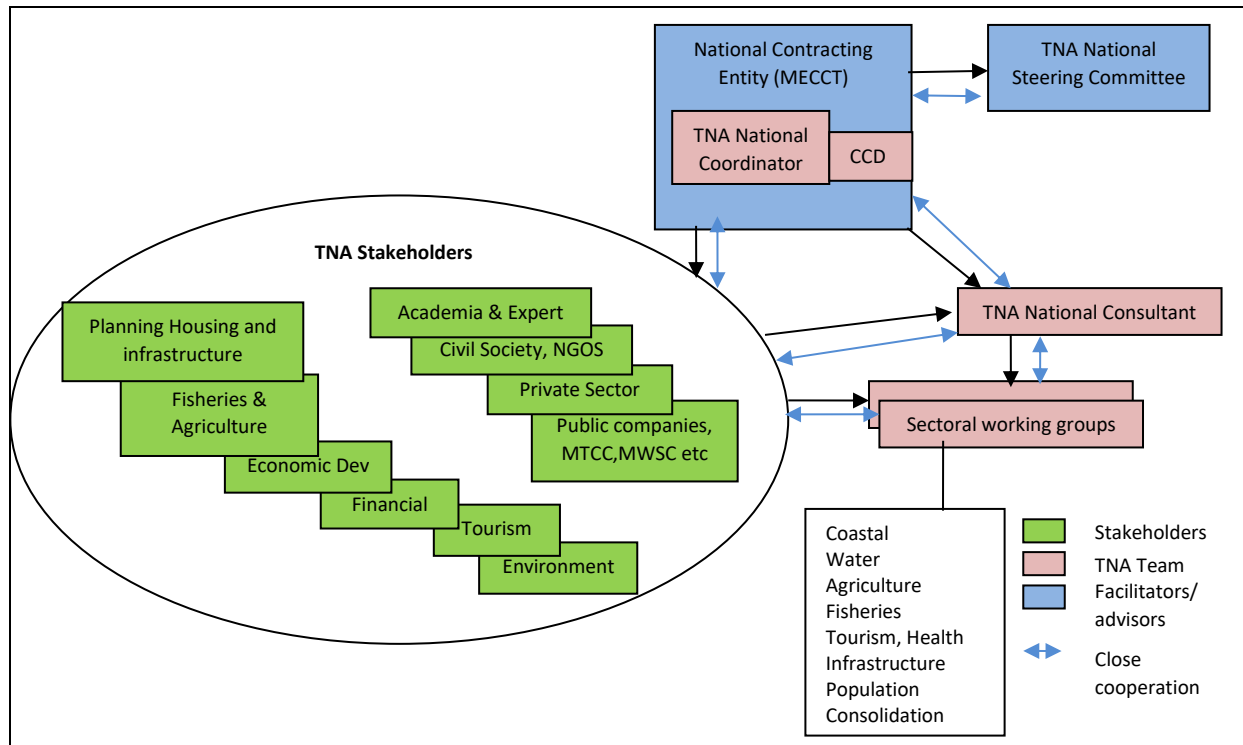 National Contracting
Entity (MECCT)
TNA National
Steering Committee
TNA National
Coordinator
CCD
TNA Stakeholders
Planning Housing and
infrastructure
Fisheries &
Agriculture
Economic Dev
Financial
Tourism
Environment
Academia & Expert
Civil Society, NGOS
Private Sector
Public companies,
MTCC,MWSC etc
TNA National Consultant
Sectoral working groups
Coastal
Water
Agriculture
Fisheries
Tourism, Health
Infrastructure
Population
Consolidation
Stakeholders
TNA Team
Facilitators/
advisors
Close
cooperation